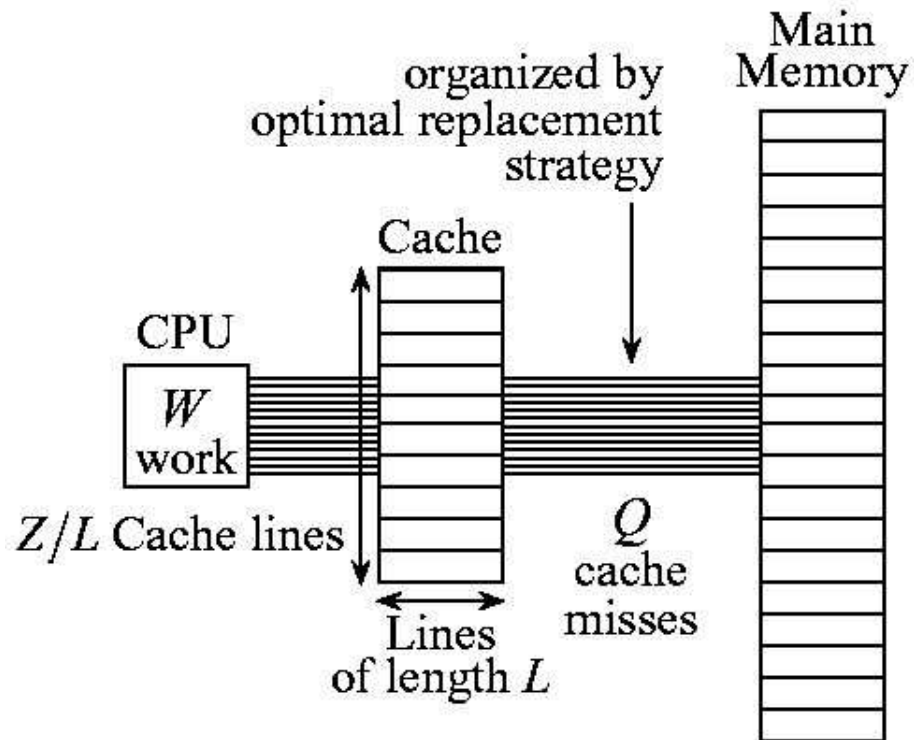 Main
Memory
organized by
optimal replacement
strategy
Cache
CPU
W
work
Z/L Cache lines
Q
cache
misses
Lines
of length L